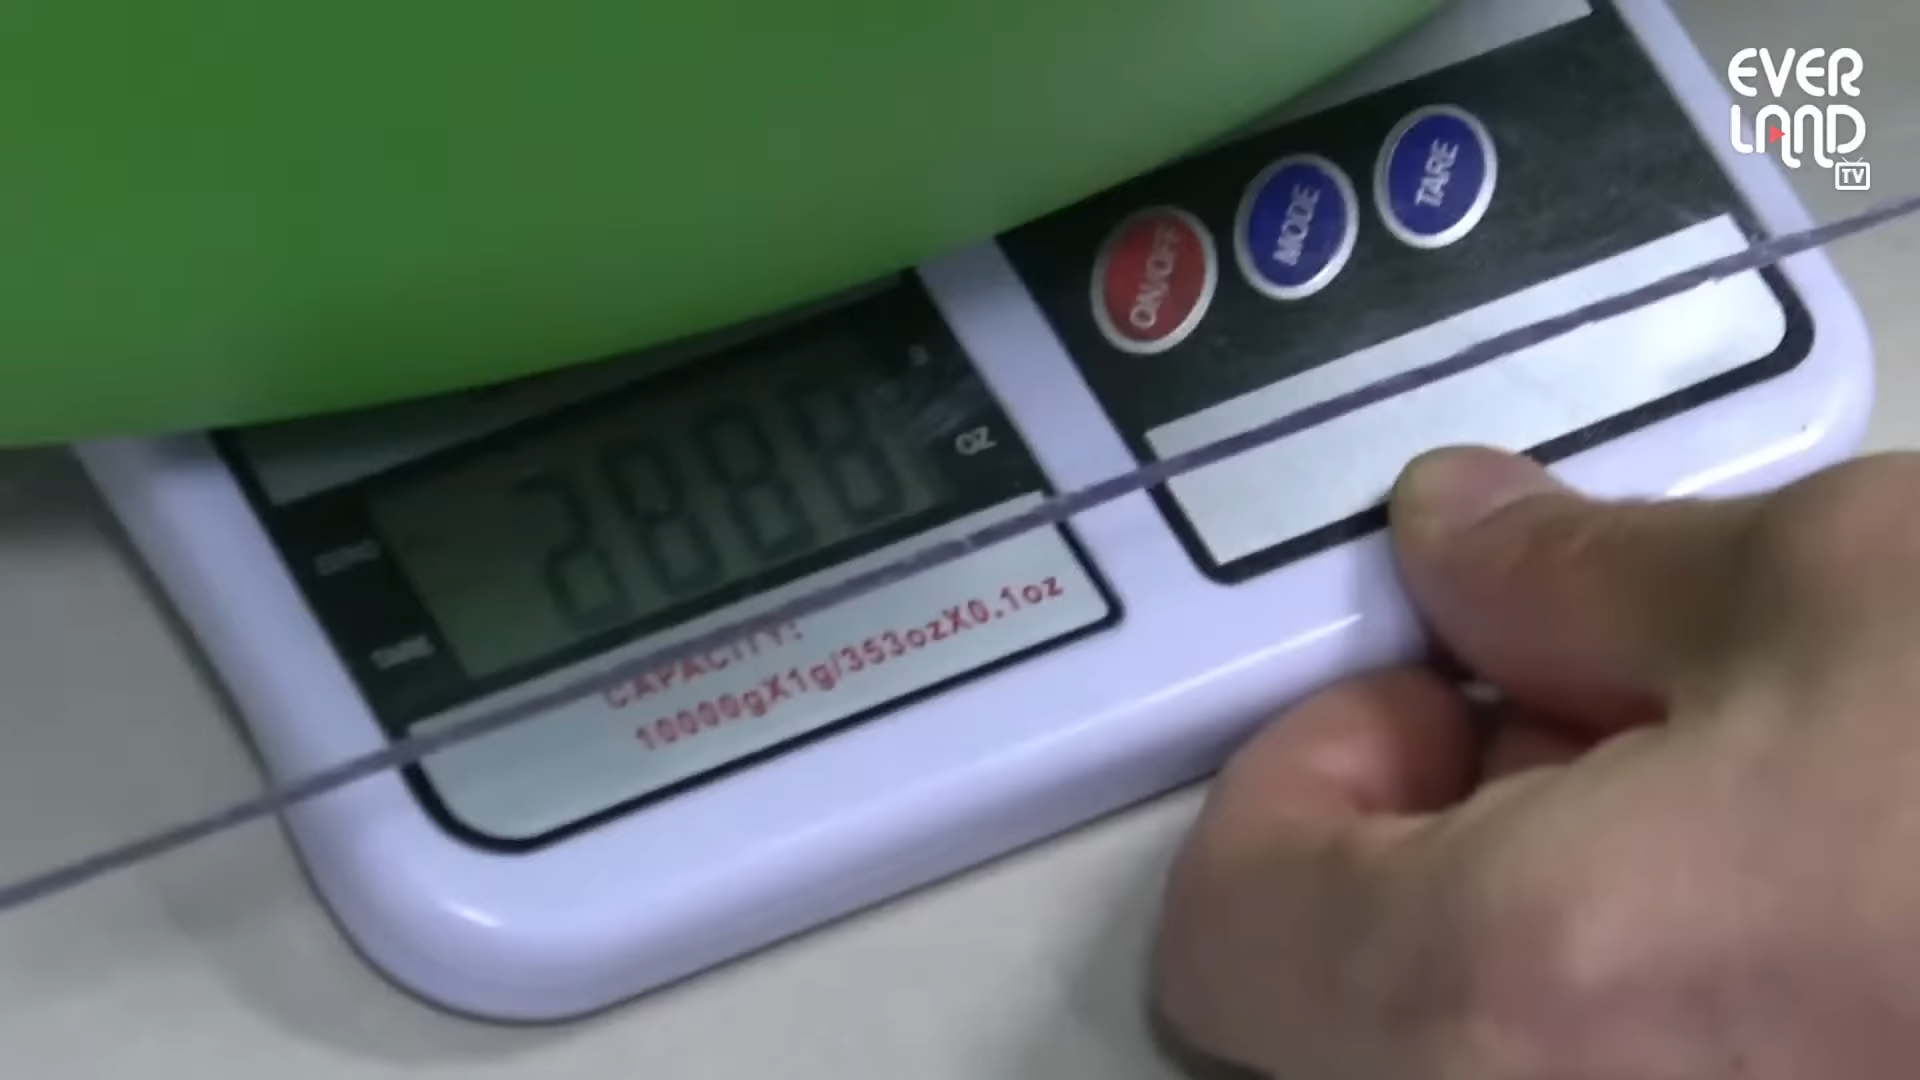 EVER
LAND
TV
ON/OFF
MODE
TARE
OZ
CAPACITY:
10000gX1g/353ozX0.1oz